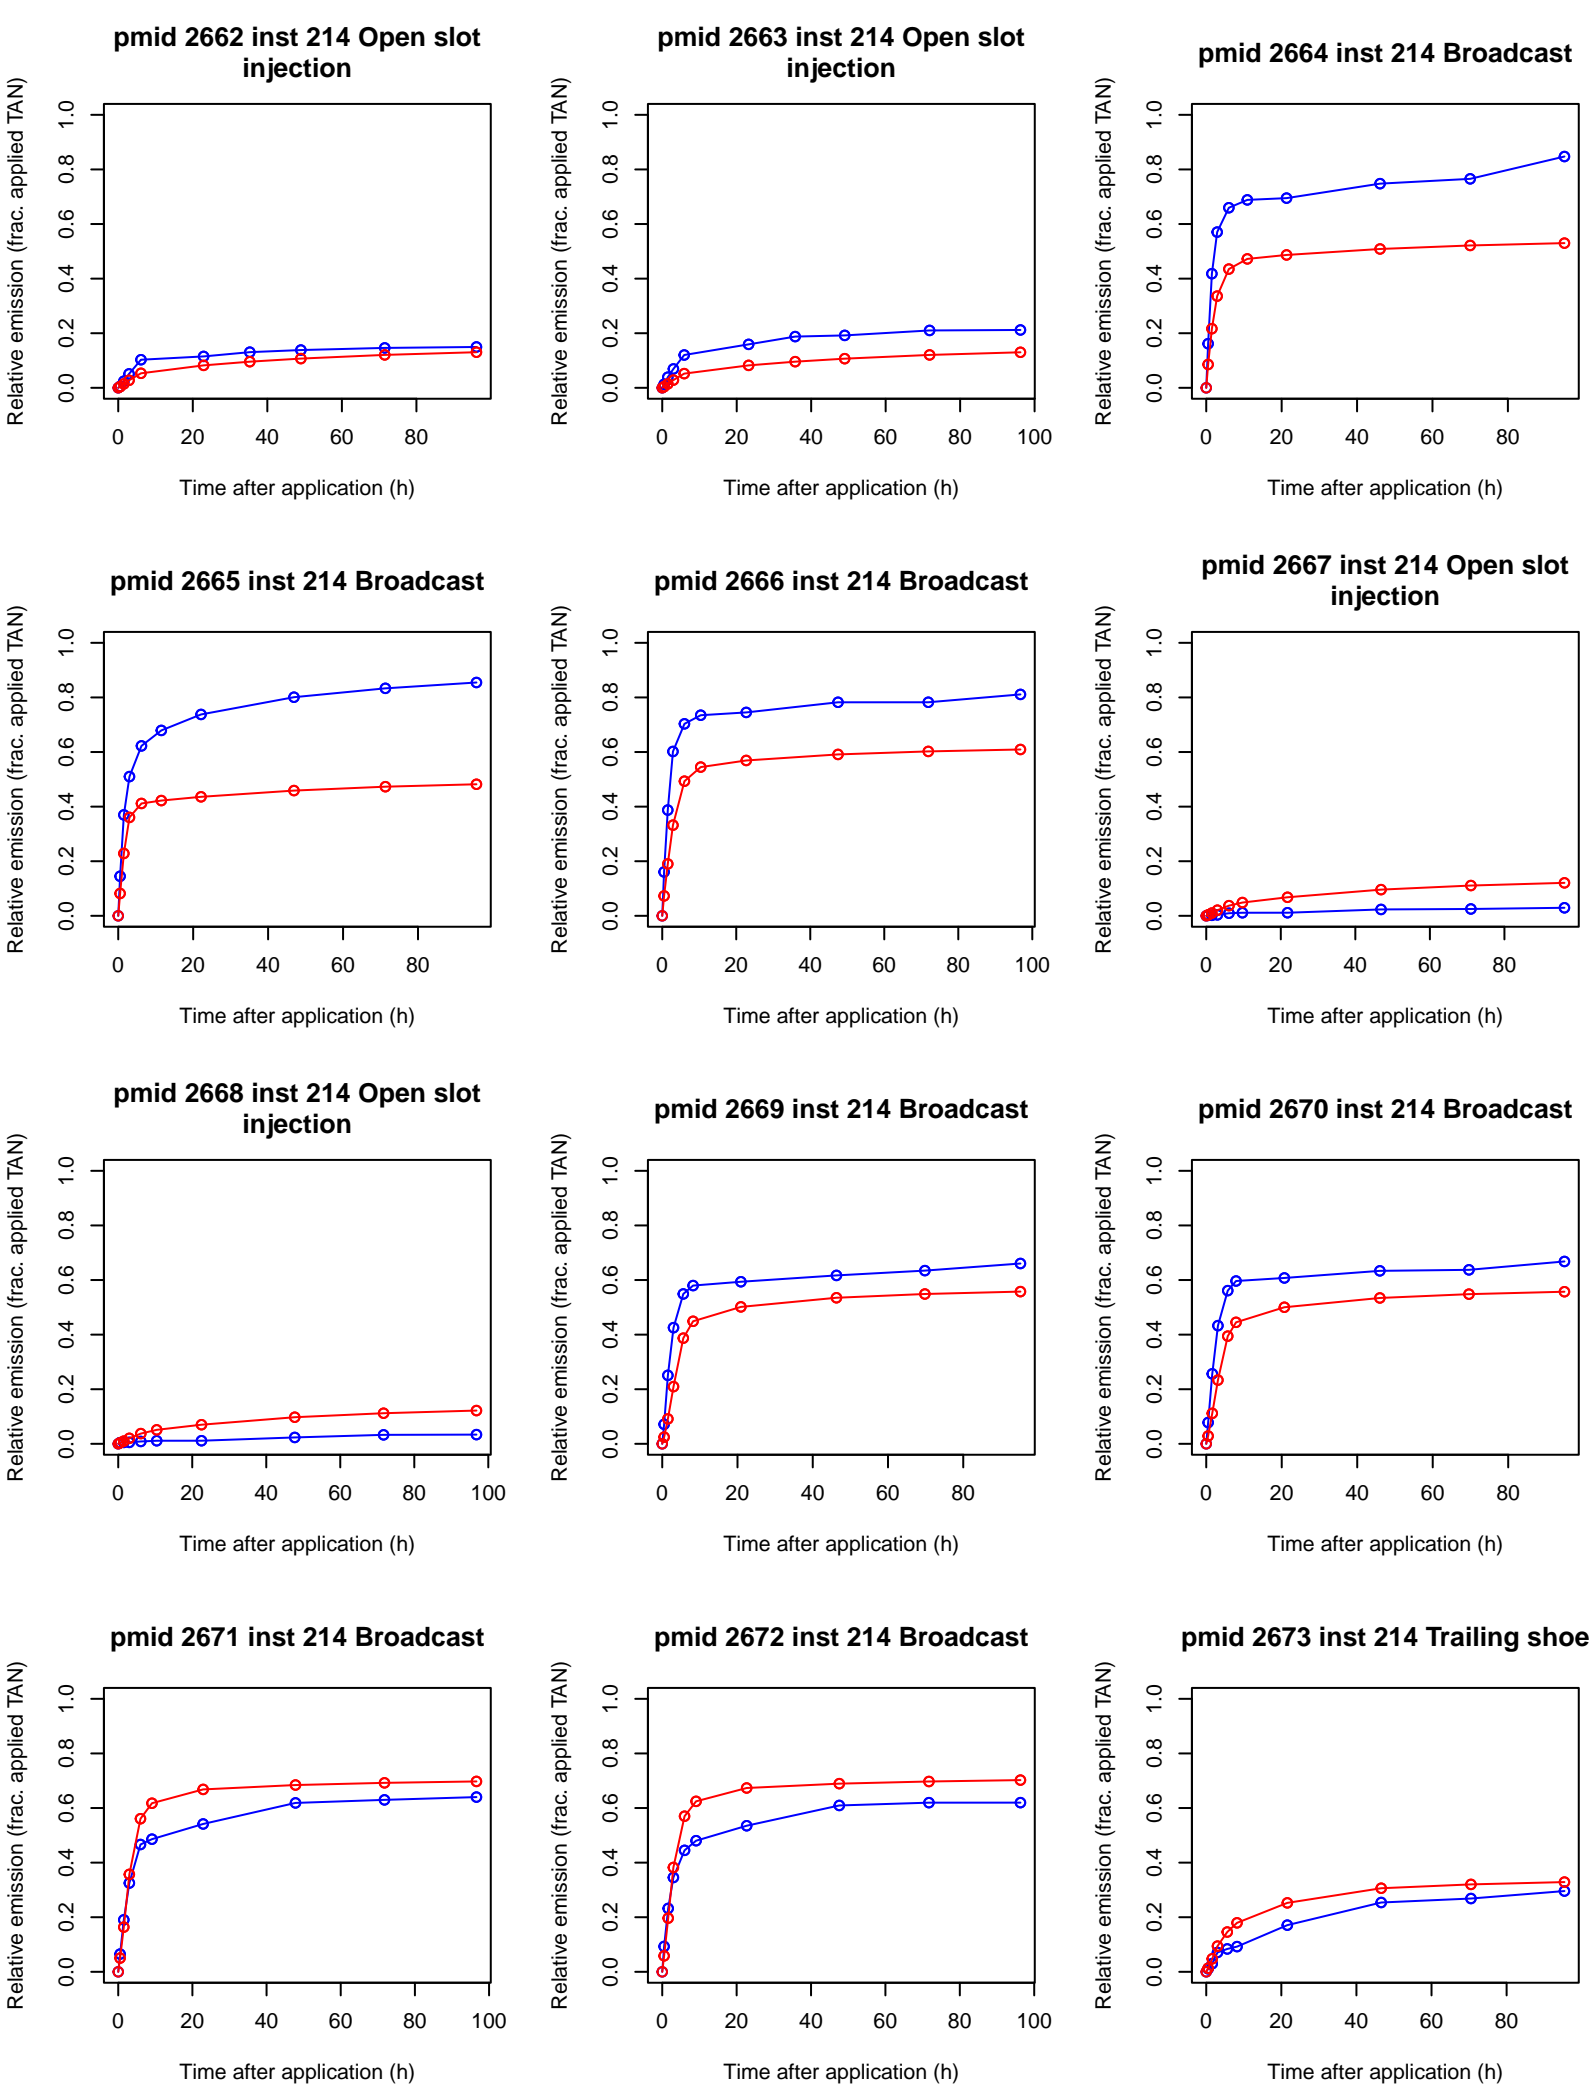 pmid 2662 inst 214 Open slot
injection
Relative emission (frac. applied TAN)
0.0 0.2 0.4 0.6 0.8 1.0
0 20 40 60 80
Time after application (h)
pmid 2663 inst 214 Open slot
injection
Relative emission (frac. applied TAN)
0.0 0.2 0.4 0.6 0.8 1.0
0 20 40 60 80 100
Time after application (h)
pmid 2664 inst 214 Broadcast
Relative emission (frac. applied TAN)
0.0 0.2 0.4 0.6 0.8 1.0
0 20 40 60 80
Time after application (h)
pmid 2665 inst 214 Broadcast
Relative emission (frac. applied TAN)
0.0 0.2 0.4 0.6 0.8 1.0
0 20 40 60 80
Time after application (h)
pmid 2666 inst 214 Broadcast
Relative emission (frac. applied TAN)
0.0 0.2 0.4 0.6 0.8 1.0
0 20 40 60 80 100
Time after application (h)
pmid 2667 inst 214 Open slot
injection
Relative emission (frac. applied TAN)
0.0 0.2 0.4 0.6 0.8 1.0
0 20 40 60 80
Time after application (h)
pmid 2668 inst 214 Open slot
injection
Relative emission (frac. applied TAN)
0.0 0.2 0.4 0.6 0.8 1.0
0 20 40 60 80 100
Time after application (h)
pmid 2669 inst 214 Broadcast
Relative emission (frac. applied TAN)
0.0 0.2 0.4 0.6 0.8 1.0
0 20 40 60 80
Time after application (h)
pmid 2670 inst 214 Broadcast
Relative emission (frac. applied TAN)
0.0 0.2 0.4 0.6 0.8 1.0
0 20 40 60 80
Time after application (h)
pmid 2671 inst 214 Broadcast
Relative emission (frac. applied TAN)
0.0 0.2 0.4 0.6 0.8 1.0
0 20 40 60 80 100
Time after application (h)
pmid 2672 inst 214 Broadcast
Relative emission (frac. applied TAN)
0.0 0.2 0.4 0.6 0.8 1.0
0 20 40 60 80 100
Time after application (h)
pmid 2673 inst 214 Trailing shoe
Relative emission (frac. applied TAN)
0.0 0.2 0.4 0.6 0.8 1.0
0 20 40 60 80
Time after application (h)